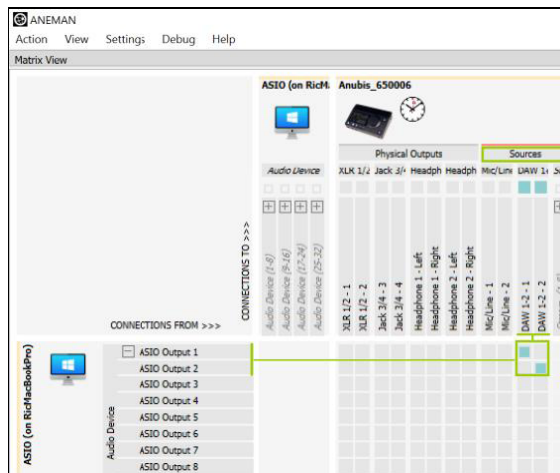 ANEMAN
Action View Settings Debug Help
Matrix View
ASIO (on RicM. Anubis_650006
Physical Outputs Sources
Audio Device XLR 1/2 Jack 3/4 Headph Headph Mic/Line DAW 1-
CONNECTIONS TO >>>
Audio Device (1-8)
Audio Device (9-16)
Audio Device (17-24)
Audio Device (25-32)
XLR 1/2 - 1
XLR 1/2 - 2
Jack 3/4 - 3
Jack 3/4 - 4
Headphone 1 - Left
Headphone 1 - Right
Headphone 2 - Left
Headphone 2 - Right
Mic/Line - 1
Mic/Line - 2
DAW 1-2 - 1
DAW 1-2 - 2
CONNECTIONS FROM >>>
ASIO (on RicMacBookPro)
Audio Device
ASIO Output 1
ASIO Output 2
ASIO Output 3
ASIO Output 4
ASIO Output 5
ASIO Output 6
ASIO Output 7
ASIO Output 8